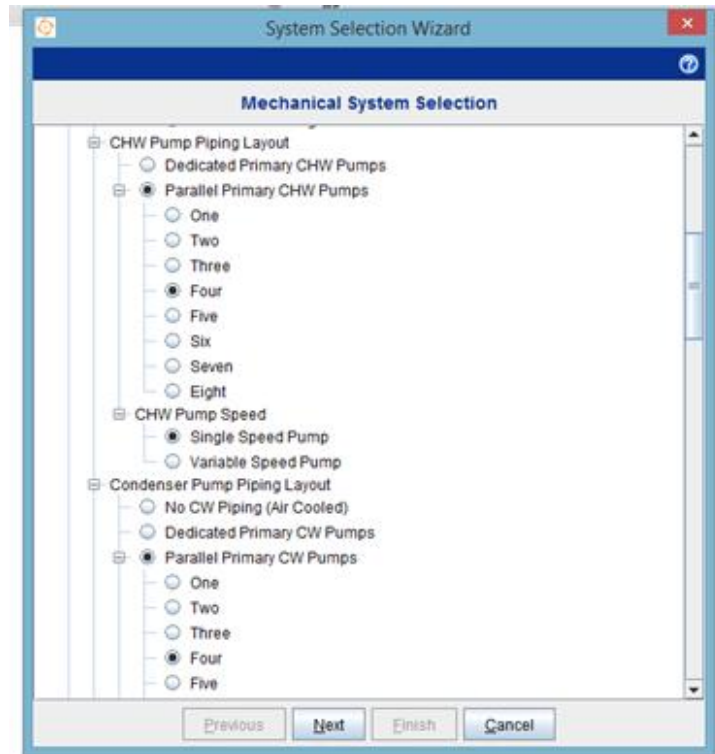 System Selection Wizard
Mechanical System Selection
CHW Pump Piping Layout
Dedicated Primary CHW Pumps
Parallel Primary CHW Pumps
One
Two
Three
Four
Five
Six
Seven
Eight
CHW Pump Speed
Single Speed Pump
Variable Speed Pump
Condenser Pump Piping Layout
No CW Piping (Air Cooled)
Dedicated Primary CW Pumps
Parallel Primary CW Pumps
One
Two
Three
Four
Five
Previous Next Finish Cancel